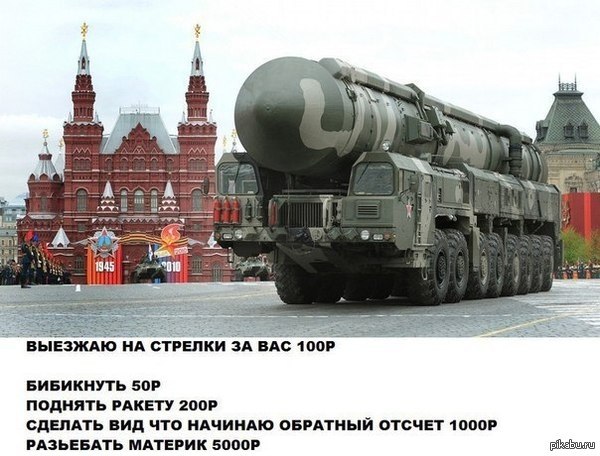 1945 2010
ВЫЕЗЖАЮ НА СТРЕЛКИ ЗА ВАС 100Р
БИБИКНУТЬ 50Р
ПОДНЯТЬ РАКЕТУ 200Р
СДЕЛАТЬ ВИД ЧТО НАЧИНАЮ ОБРАТНЫЙ ОТСЧЕТ 1000Р
РАЗЬЕБАТЬ МАТЕРИК 5000Р
pikabu.ru